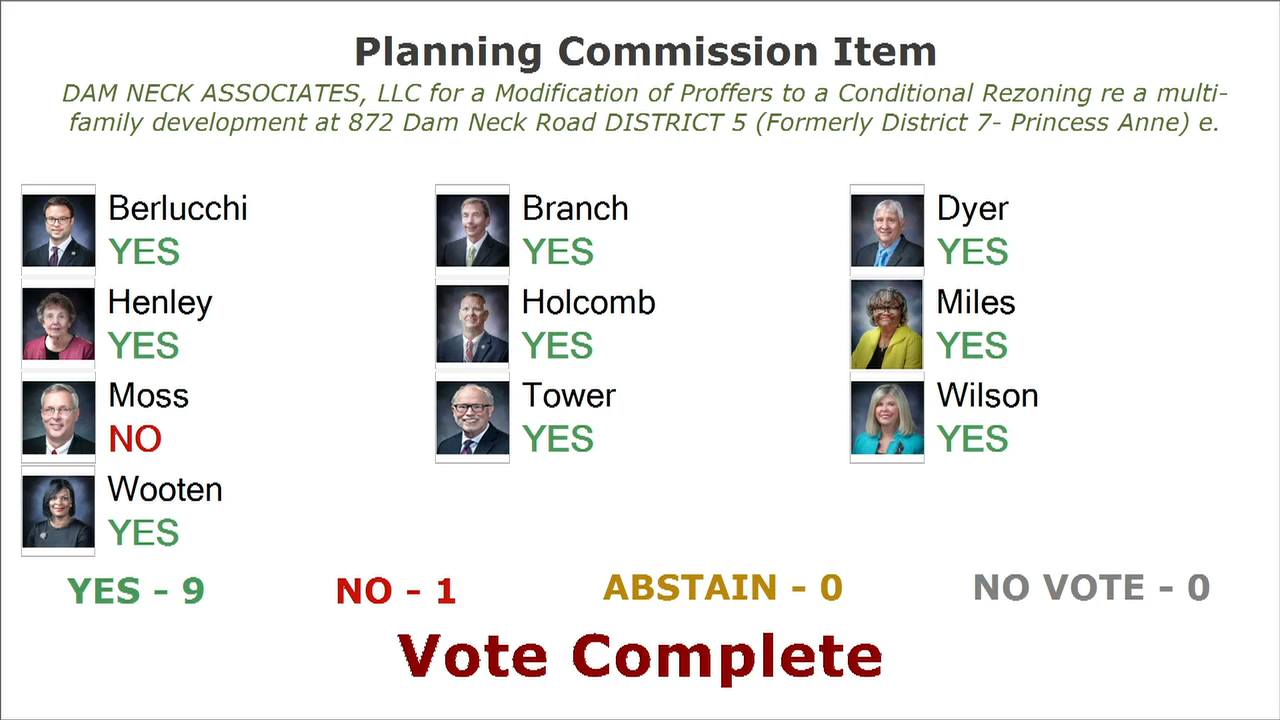 Planning Commission Item
DAM NECK ASSOCIATES, LLC for a Modification of Proffers to a Conditional Rezoning re a multi-
family development at 872 Dam Neck Road DISTRICT 5 (Formerly District 7- Princess Anne) e.
Berlucchi
YES
Branch
YES
Dyer
YES
Henley
YES
Holcomb
YES
Miles
YES
Moss
NO
Tower
YES
Wilson
YES
Wooten
YES
YES - 9
NO - 1
ABSTAIN - 0
NO VOTE - 0
Vote Complete